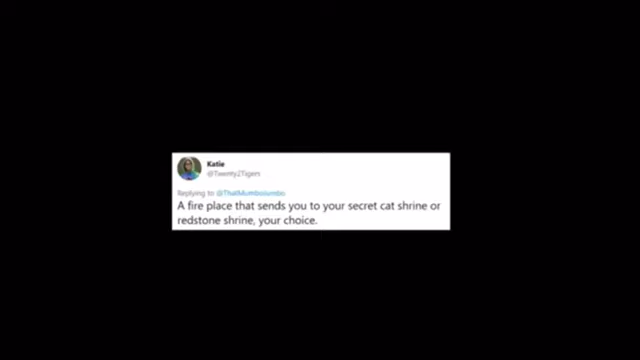 Katie
@Twenty2Tigers
Replying to @ThatMumbojumbo
A fire place that sends you to your secret cat shrine or
redstone shrine, your choice.